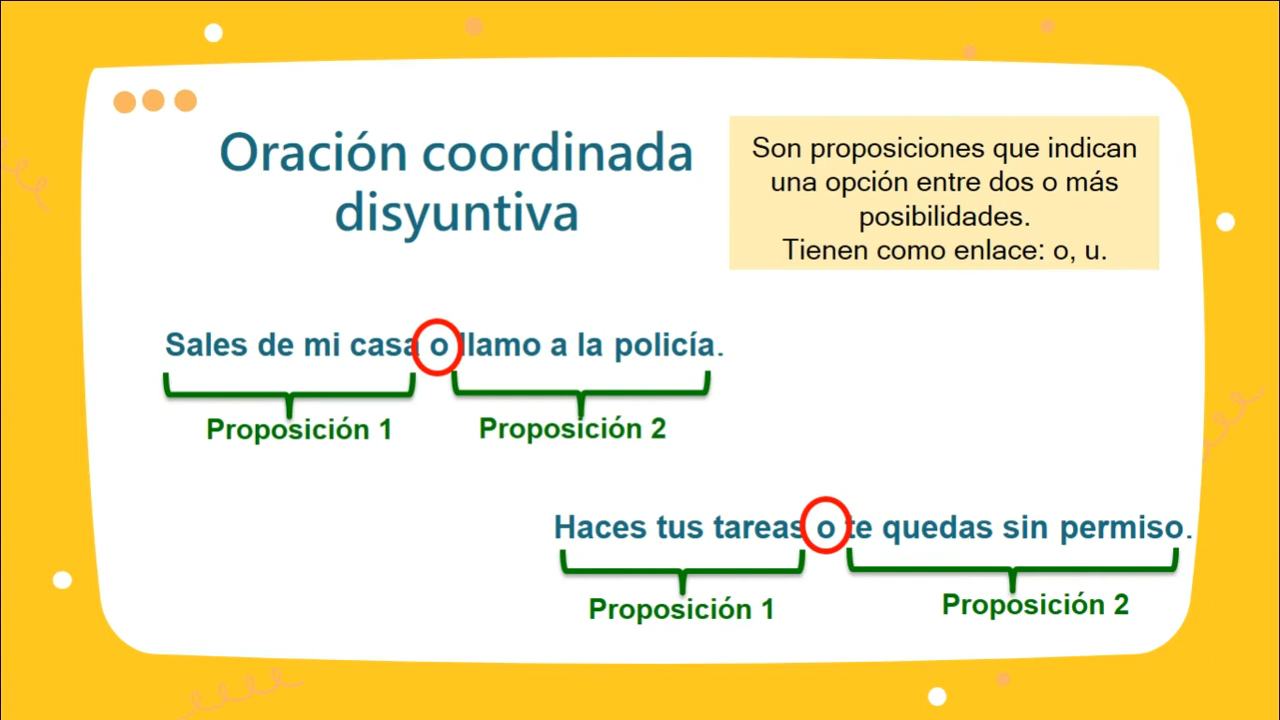 Oración coordinada
disyuntiva
Son proposiciones que indican
una opción entre dos o más
posibilidades.
Tienen como enlace: o, u.
Sales de mi casa o llamo a la policía.
Proposición 1
Proposición 2
Haces tus tareas o te quedas sin permiso.
Proposición 1
Proposición 2